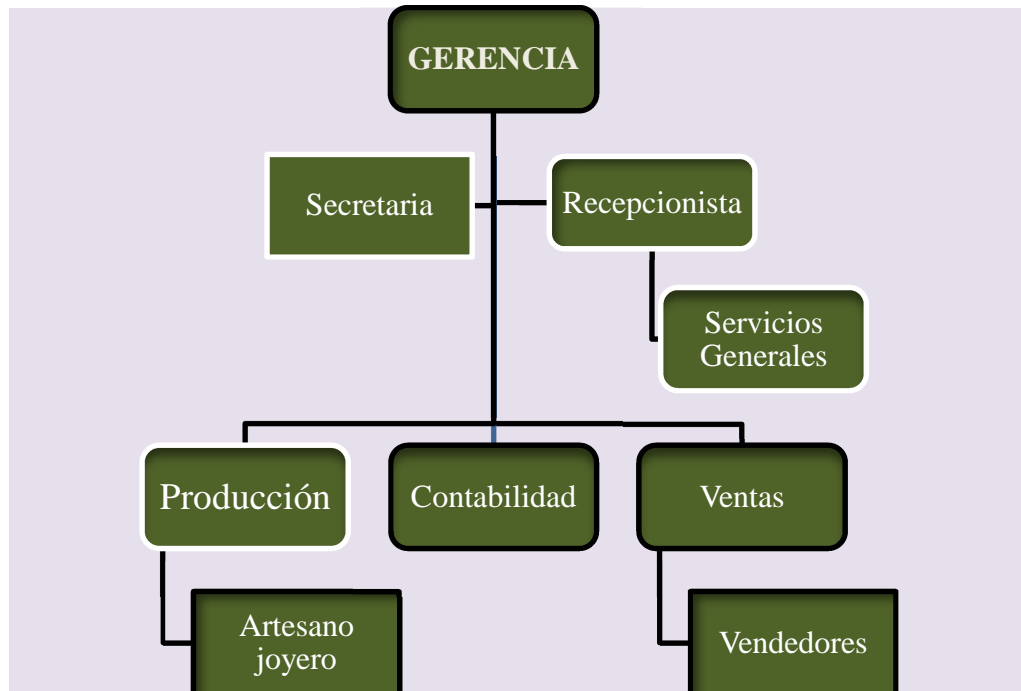 GERENCIA
Secretaria
Recepcionista
Servicios
Generales
Producción
Contabilidad
Ventas
Artesano
joyero
Vendedores